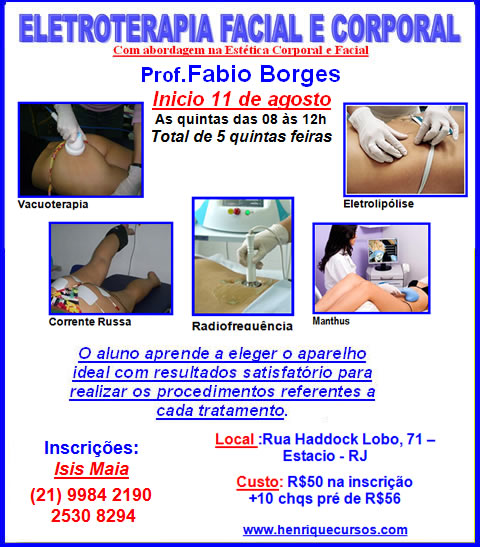 ELETROTERAPIA FACIAL E CORPORAL
Com abordagem na Estética Corporal e Facial
Prof.Fabio Borges
Inicio 11 de agosto
As quintas das 08 às 12h
Total de 5 quintas feiras
Vacuoterapia
Eletrolipólise
Corrente Russa
Radiofrequência
Manthus
O aluno aprende a eleger o aparelho
ideal com resultados satisfatório para
realizar os procedimentos referentes a
cada tratamento.
Inscrições:
Isis Maia
(21) 9984 2190
2530 8294
Local :Rua Haddock Lobo, 71 –
Estacio - RJ
Custo: R$50 na inscrição
+10 chqs pré de R$56
www.henriquecursos.com